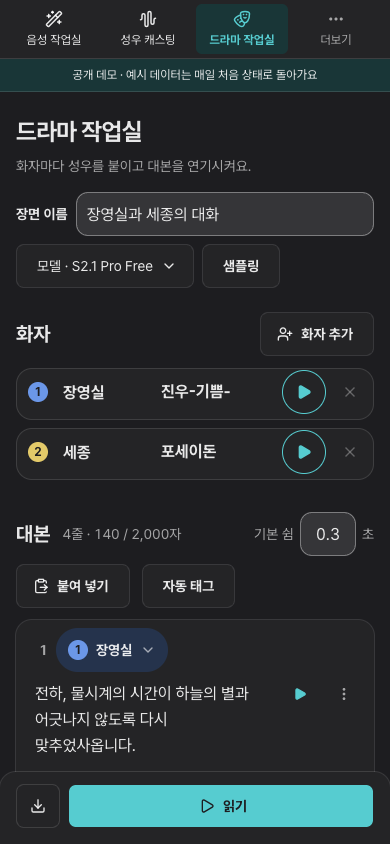 음성 작업실
성우 캐스팅
드라마 작업실
더보기
공개 데모 · 예시 데이터는 매일 처음 상태로 돌아가요
드라마 작업실
화자마다 성우를 붙이고 대본을 연기시켜요.
장면 이름
장영실과 세종의 대화
모델 · S2.1 Pro Free
샘플링
화자
화자 추가
1 장영실 진우-기쁨-
2 세종 포세이돈
대본 4줄 · 140 / 2,000자 기본 쉼 0.3 초
붙여 넣기
자동 태그
1 1 장영실
전하, 물시계의 시간이 하늘의 별과
어긋나지 않도록 다시
맞추었사옵니다.
읽기